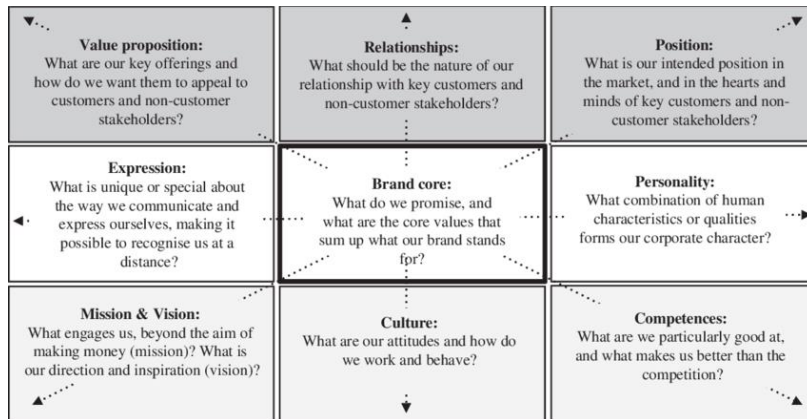 Value proposition:
What are our key offerings and
how do we want them to appeal to
customers and non-customer
stakeholders?
Relationships:
What should be the nature of our
relationship with key customers and
non-customer stakeholders?
Position:
What is our intended position in
the market, and in the hearts and
minds of key customers and non-
customer stakeholders?
Expression:
What is unique or special about
the way we communicate and
express ourselves, making it
possible to recognise us at a
distance?
Brand core:
What do we promise, and
what are the core values that
sum up what our brand stands
for?
Personality:
What combination of human
characteristics or qualities
forms our corporate character?
Mission & Vision:
What engages us, beyond the aim of
making money (mission)? What is
our direction and inspiration (vision)?
Culture:
What are our attitudes and how do
we work and behave?
Competences:
What are we particularly good at,
and what makes us better than the
competition?